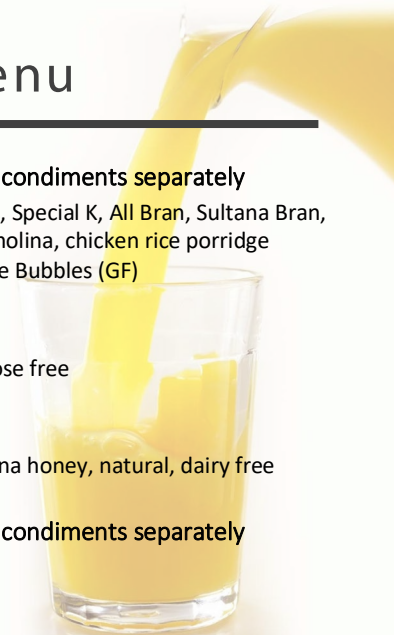 enu
condiments separately
, Special K, All Bran, Sultana Bran,
nolina, chicken rice porridge
e Bubbles (GF)
ose free
na honey, natural, dairy free
condiments separately